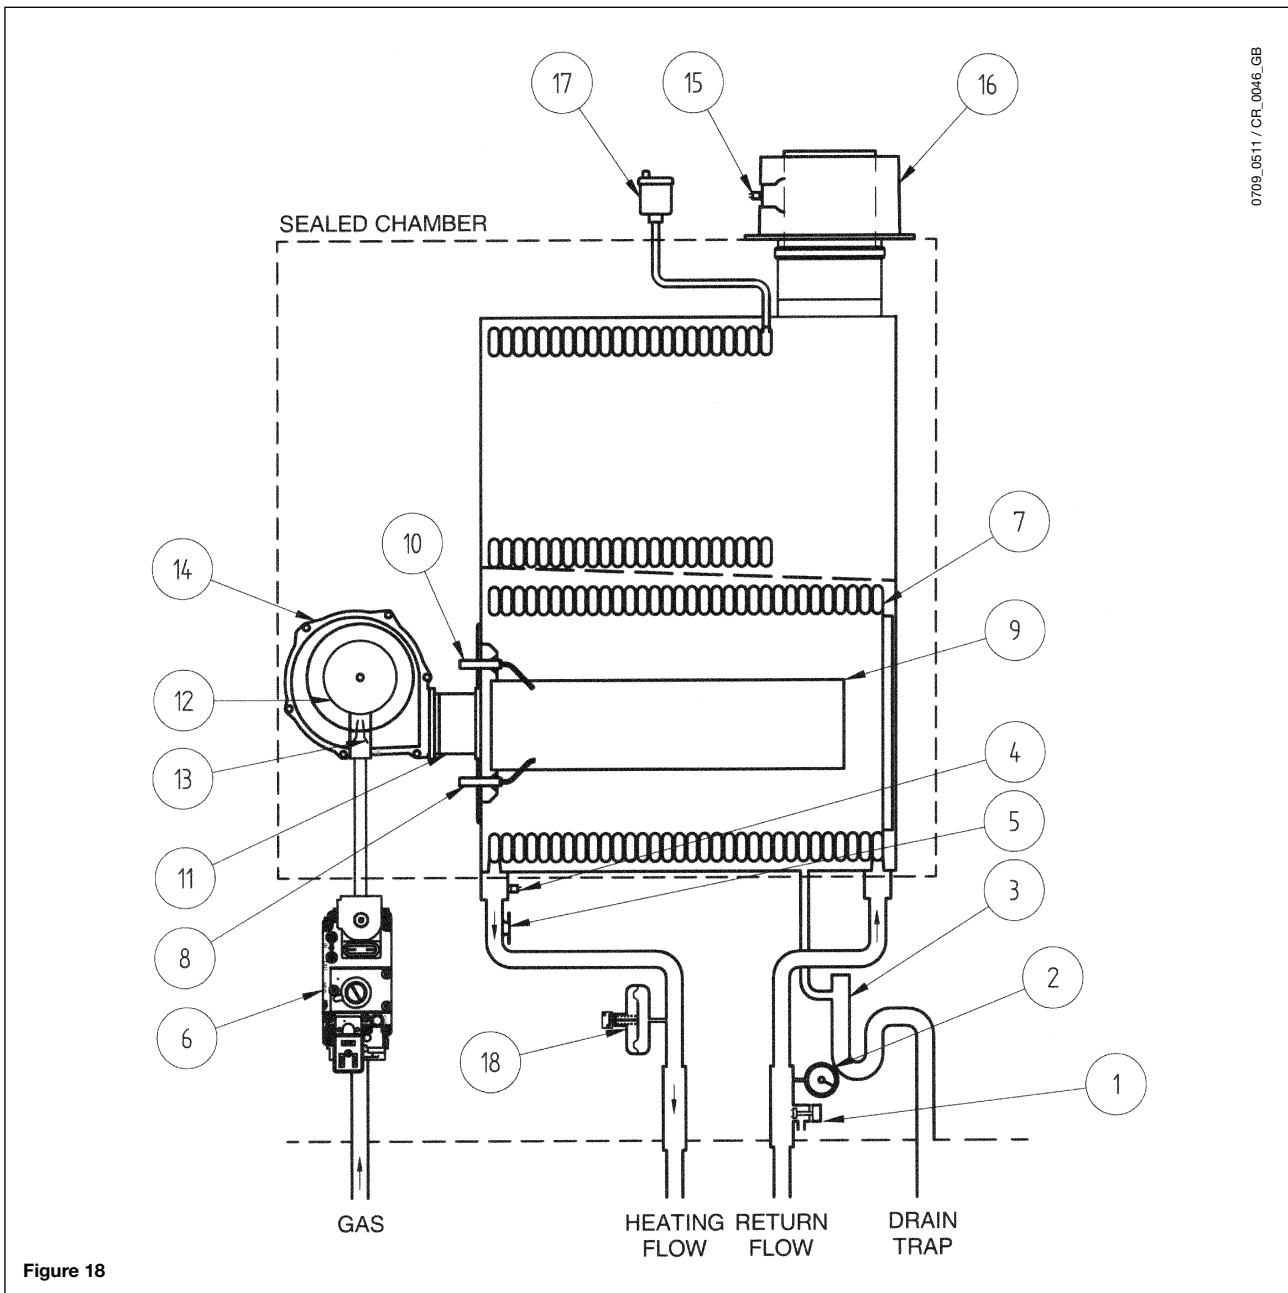 0709_0511 / CR_0046_GB
17
15
16
SEALED CHAMBER
10
7
14
9
12
4
13
5
11
3
8
2
6
18
1
GAS
HEATING FLOW
RETURN FLOW
DRAIN TRAP
Figure 18